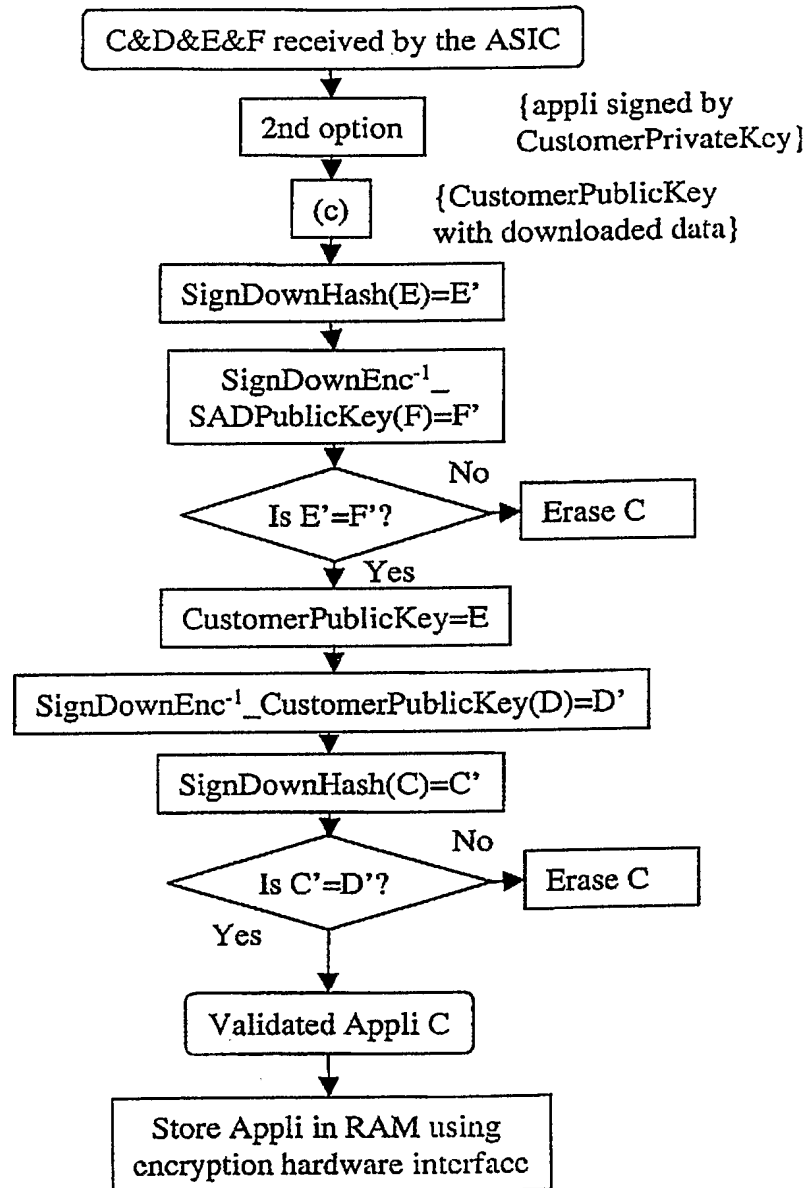 C&D&E&F received by the ASIC
2nd option
{appli signed by
CustomerPrivateKey}
(c)
{CustomerPublicKey
with downloaded data}
SignDownHash(E)=E’
SignDownEnc⁻¹_
SADPublicKey(F)=F’
Is E’=F’?
No
Erase C
Yes
CustomerPublicKey=E
SignDownEnc⁻¹_CustomerPublicKey(D)=D’
SignDownHash(C)=C’
Is C’=D’?
No
Erase C
Yes
Validated Appli C
Store Appli in RAM using
encryption hardware interface